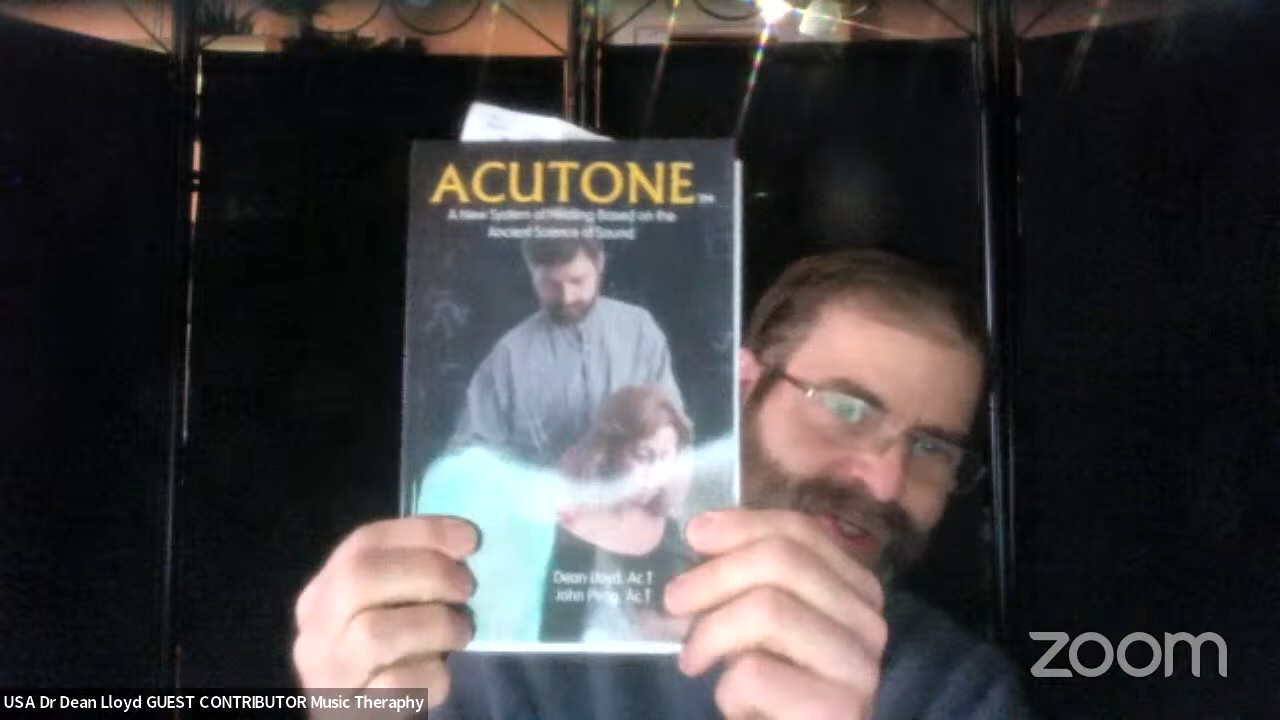 ACUTONE™
A New System of Healing Based on the
Ancient Science of Sound
Dean Lloyd, Ac.T
John Ac.T
zoom
USA Dr Dean Lloyd GUEST CONTRIBUTOR Music Theraphy